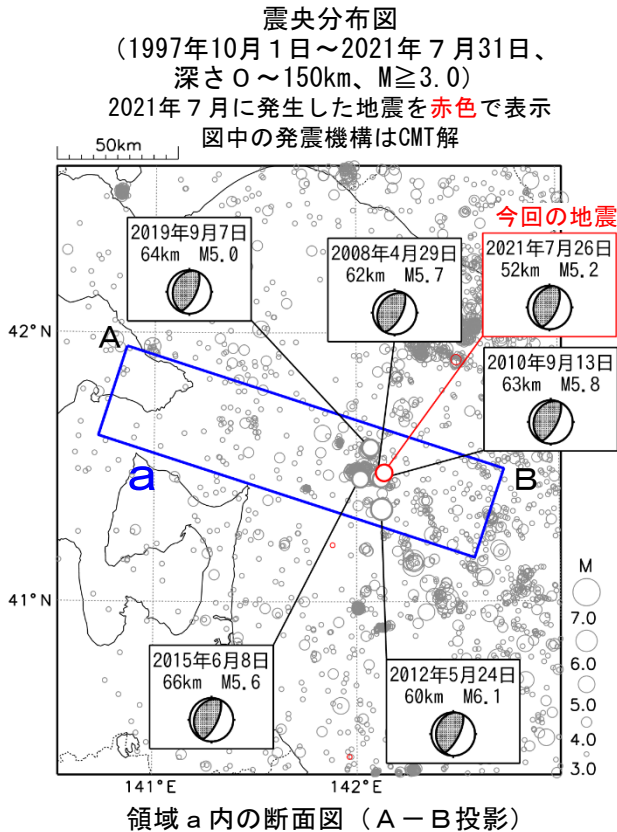 震央分布図
(1997年10月1日~2021年7月31日、
深さ0~150km、M≧3.0)
2021年7月に発生した地震を赤色で表示
図中の発震機構はCMT解
50km
今回の地震
2019年9月7日
64km M5.0
2008年4月29日
62km M5.7
2021年7月26日
52km M5.2
42°N
A
2010年9月13日
63km M5.8
a
B
41°N
M
7.0
6.0
5.0
4.0
3.0
2015年6月8日
66km M5.6
2012年5月24日
60km M6.1
141°E
142°E
領域a内の断面図(A-B投影)